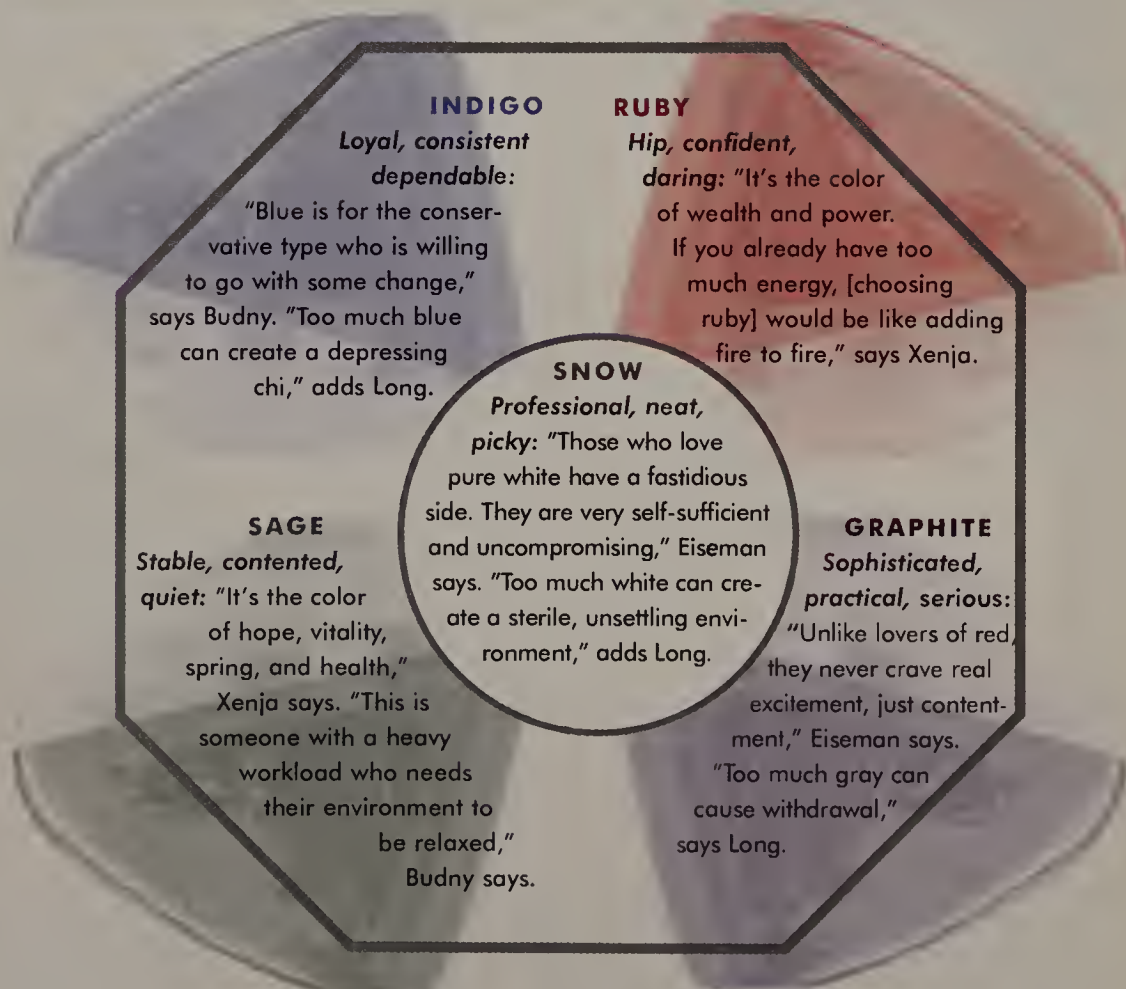 INDIGO
Loyal, consistent
dependable:
"Blue is for the conser-
vative type who is willing
to go with some change,"
says Budny. "Too much blue
can create a depressing
chi," adds Long.
RUBY
Hip, confident,
daring: "It's the color
of wealth and power.
If you already have too
much energy, [choosing
ruby] would be like adding
fire to fire," says Xenja.
SNOW
Professional, neat,
picky: "Those who love
pure white have a fastidious
side. They are very self-sufficient
and uncompromising," Eiseman
says. "Too much white can cre-
ate a sterile, unsettling envi-
ronment," adds Long.
SAGE
Stable, contented,
quiet: "It's the color
of hope, vitality,
spring, and health,"
Xenja says. "This is
someone with a heavy
workload who needs
their environment to
be relaxed,"
Budny says.
GRAPHITE
Sophisticated,
practical, serious:
"Unlike lovers of red,
they never crave real
excitement, just content-
ment," Eiseman says.
"Too much gray can
cause withdrawal,"
says Long.